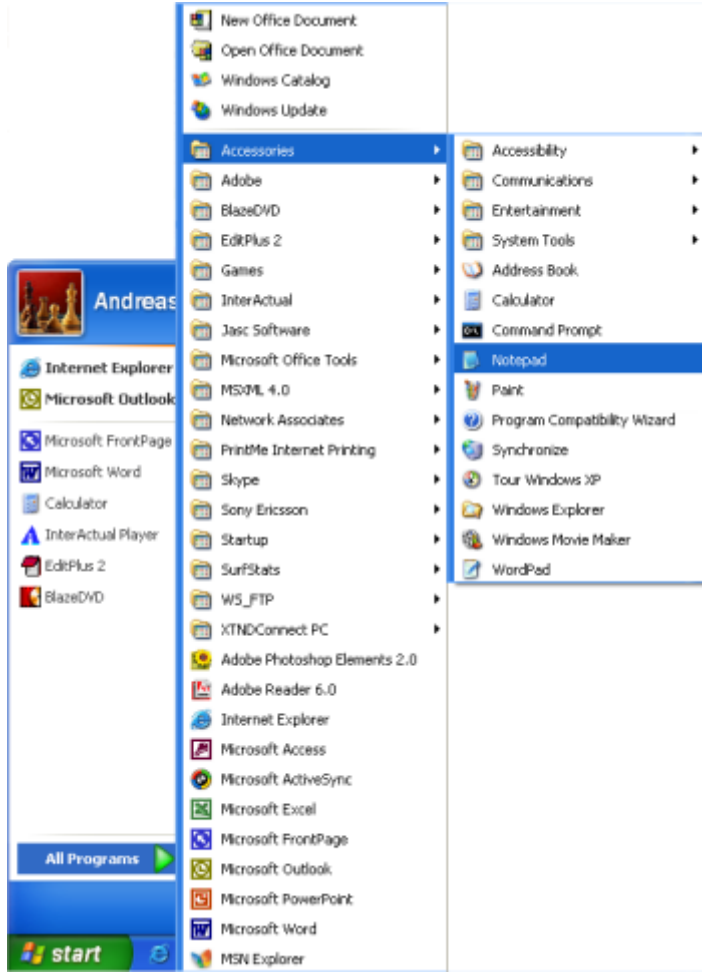 New Office Document
Open Office Document
Windows Catalog
Windows Update
Accessories
Adobe
BlazeDVD
EditPlus 2
Games
InterActual
Jasc Software
Microsoft Office Tools
MSXML 4.0
Network Associates
PrintMe Internet Printing
Skype
Sony Ericsson
Startup
SurfStats
WS_FTP
XTNDConnect PC
Adobe Photoshop Elements 2.0
Adobe Reader 6.0
Internet Explorer
Microsoft Access
Microsoft ActiveSync
Microsoft Excel
Microsoft FrontPage
Microsoft Outlook
Microsoft PowerPoint
Microsoft Word
MSN Explorer
Accessibility
Communications
Entertainment
System Tools
Address Book
Calculator
Command Prompt
Notepad
Paint
Program Compatibility Wizard
Synchronize
Tour Windows XP
Windows Explorer
Windows Movie Maker
WordPad
Andreas
Internet Explorer
Microsoft Outlook
Microsoft FrontPage
Microsoft Word
Calculator
InterActual Player
EditPlus 2
BlazeDVD
All Programs
start